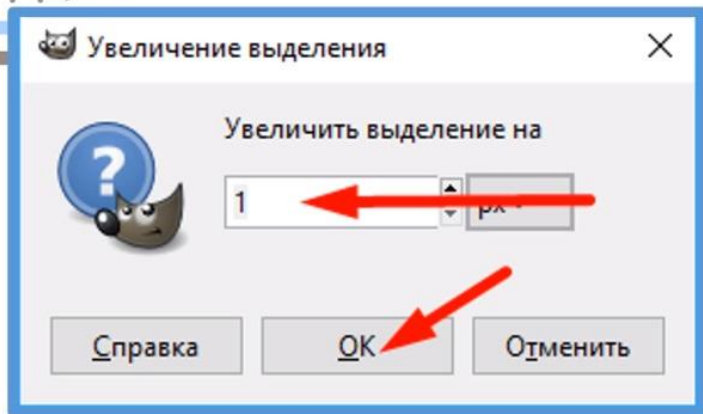 Увеличение выделения
Увеличить выделение на
1 px
Справка OK Отменить